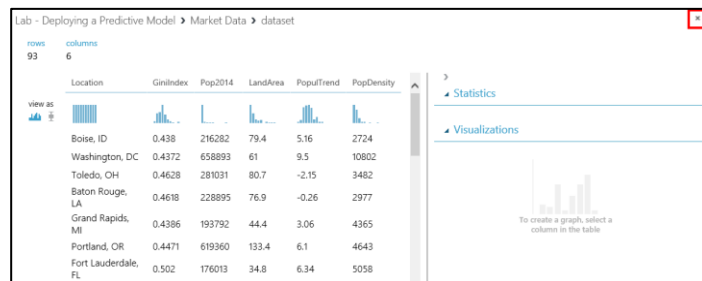 Lab - Deploying a Predictive Model > Market Data > dataset
rows columns
93 6
Location GiniIndex Pop2014 LandArea PopulTrend PopDensity
view as
Boise, ID 0.438 216282 79.4 5.16 2724
Washington, DC 0.4372 658893 61 9.5 10802
Toledo, OH 0.4628 281031 80.7 -2.15 3482
Baton Rouge,
LA 0.4618 228895 76.9 -0.26 2977
Grand Rapids,
MI 0.4386 193792 44.4 3.06 4365
Portland, OR 0.4471 619360 133.4 6.1 4643
Fort Lauderdale,
FL 0.502 176013 34.8 6.34 5058
Statistics
Visualizations
To create a graph, select a
column in the table